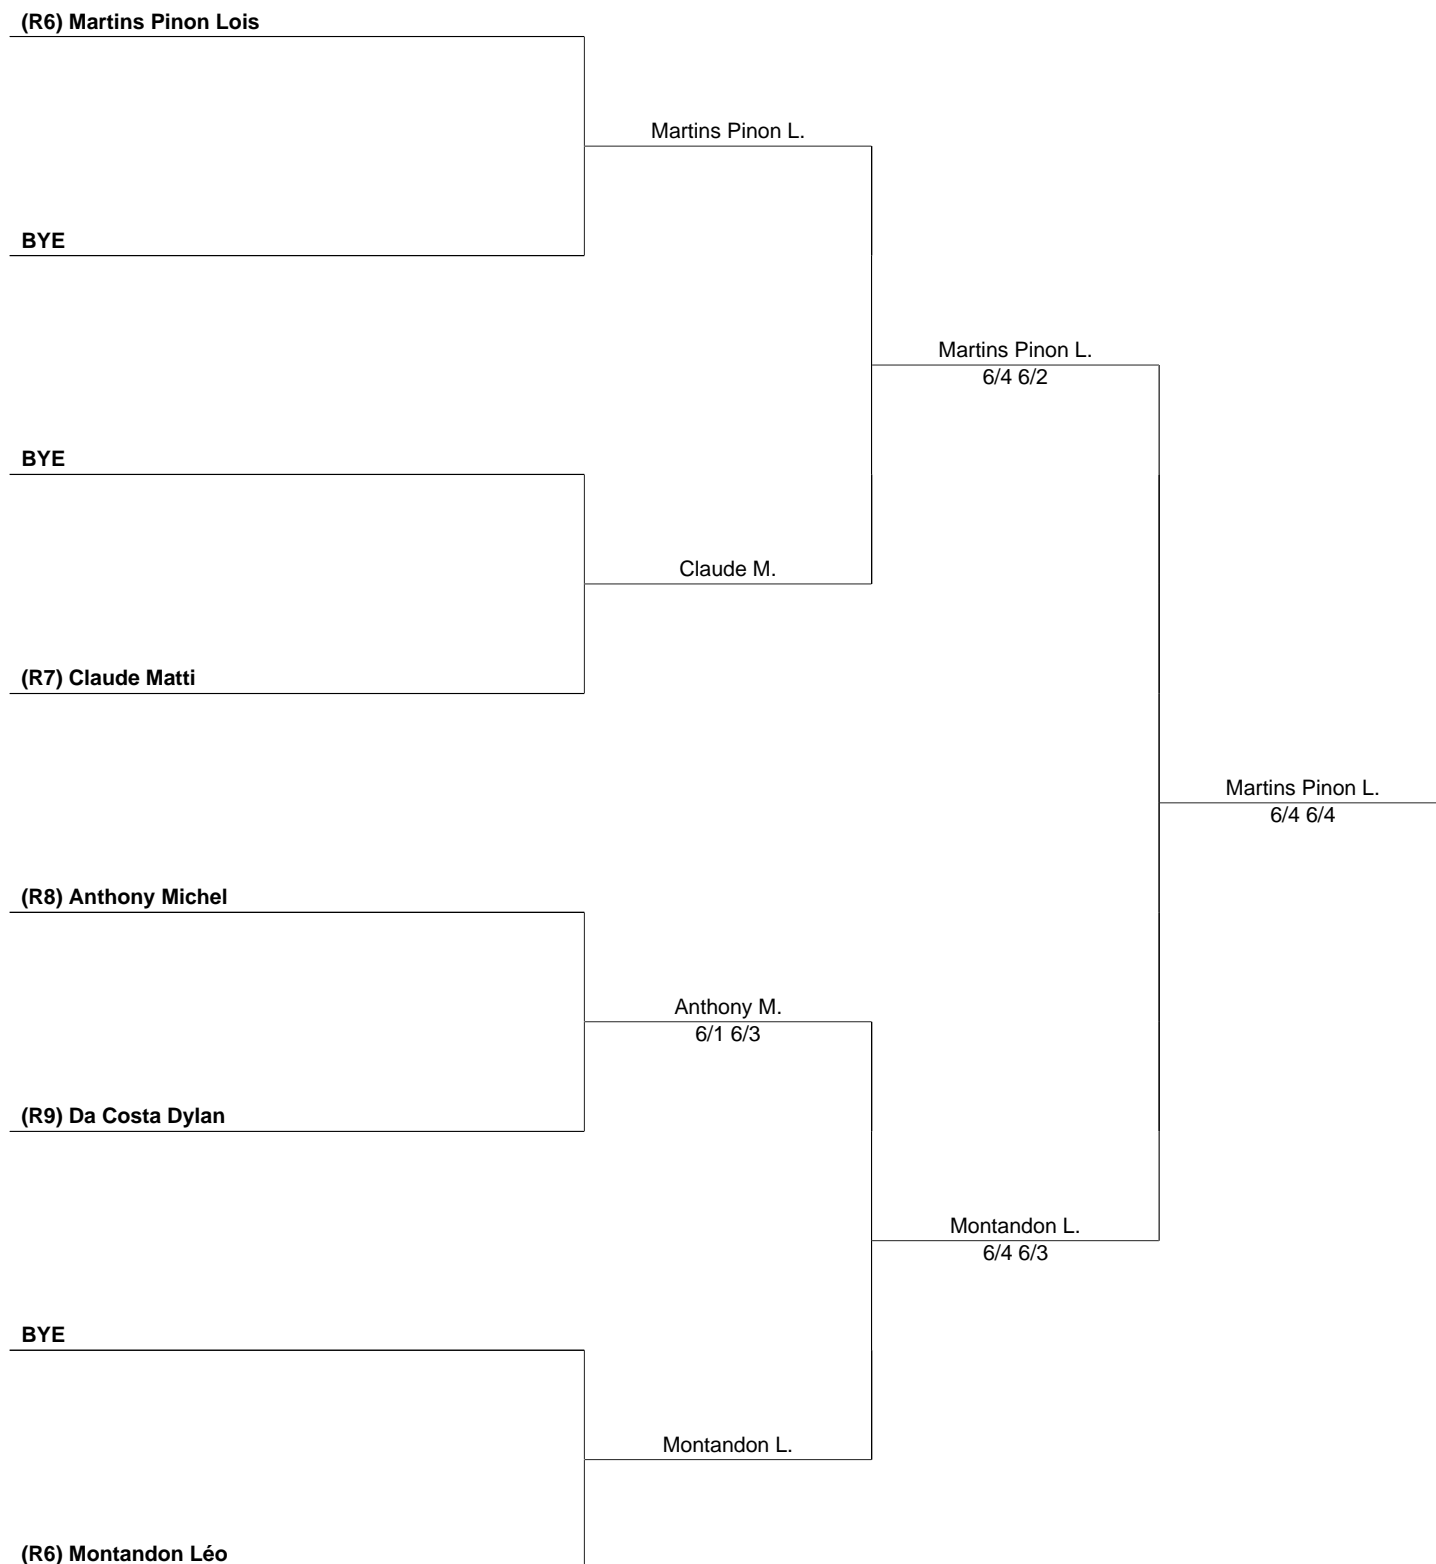 (R6) Martins Pinon Lois
Martins Pinon L.
BYE
Martins Pinon L.
6/4 6/2
BYE
Claude M.
(R7) Claude Matti
Martins Pinon L.
6/4 6/4
(R8) Anthony Michel
Anthony M.
6/1 6/3
(R9) Da Costa Dylan
Montandon L.
6/4 6/3
BYE
Montandon L.
(R6) Montandon Léo